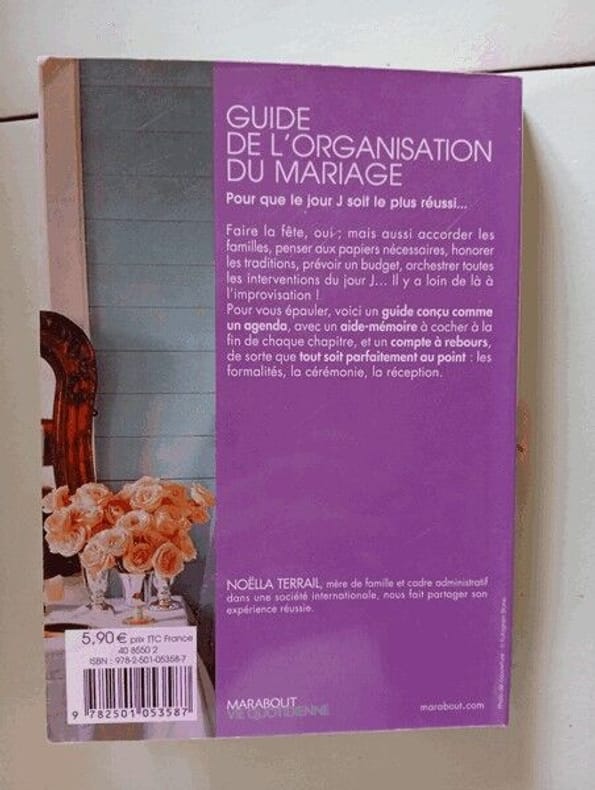 GUIDE
DE L'ORGANISATION
DU MARIAGE
Pour que le jour J soit le plus réussi...
Faire la fête, oui ; mais aussi accorder les
familles, penser aux papiers nécessaires, honorer
les traditions, prévoir un budget, orchestrer toutes
les interventions du jour J... Il y a loin de là à
l'improvisation !
Pour vous épauler, voici un guide conçu comme
un agenda, avec un aide-mémoire à cocher à la
fin de chaque chapitre, et un compte à rebours,
de sorte que tout soit parfaitement au point : les
formalités, la cérémonie, la réception.
NOËLLA TERRAIL, mère de famille et cadre administratif
dans une société internationale, nous fait partager son
expérience réussie.
5,90 € prix TTC France
40 8550 2
ISBN : 978-2-501-05358-7
9 782501 053587
MARABOUT
VIE QUOTIDIENNE
marabout.com
Photo de couverture :